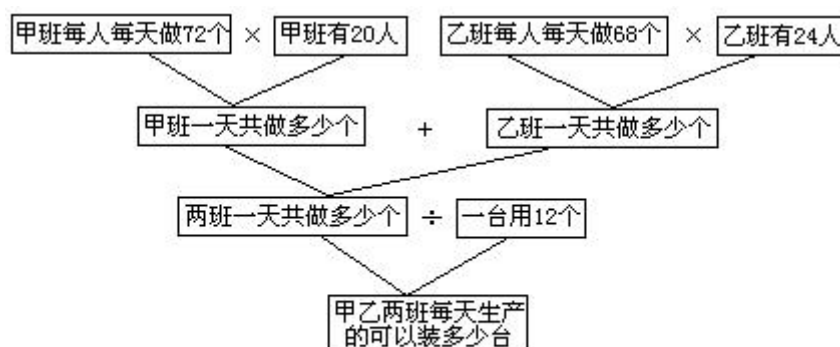 甲班每人每天做72个 × 甲班有20人 乙班每人每天做68个 × 乙班有24人
甲班一天共做多少个 + 乙班一天共做多少个
两班一天共做多少个 ÷ 一台用12个
甲乙两班每天生产
的可以装多少台